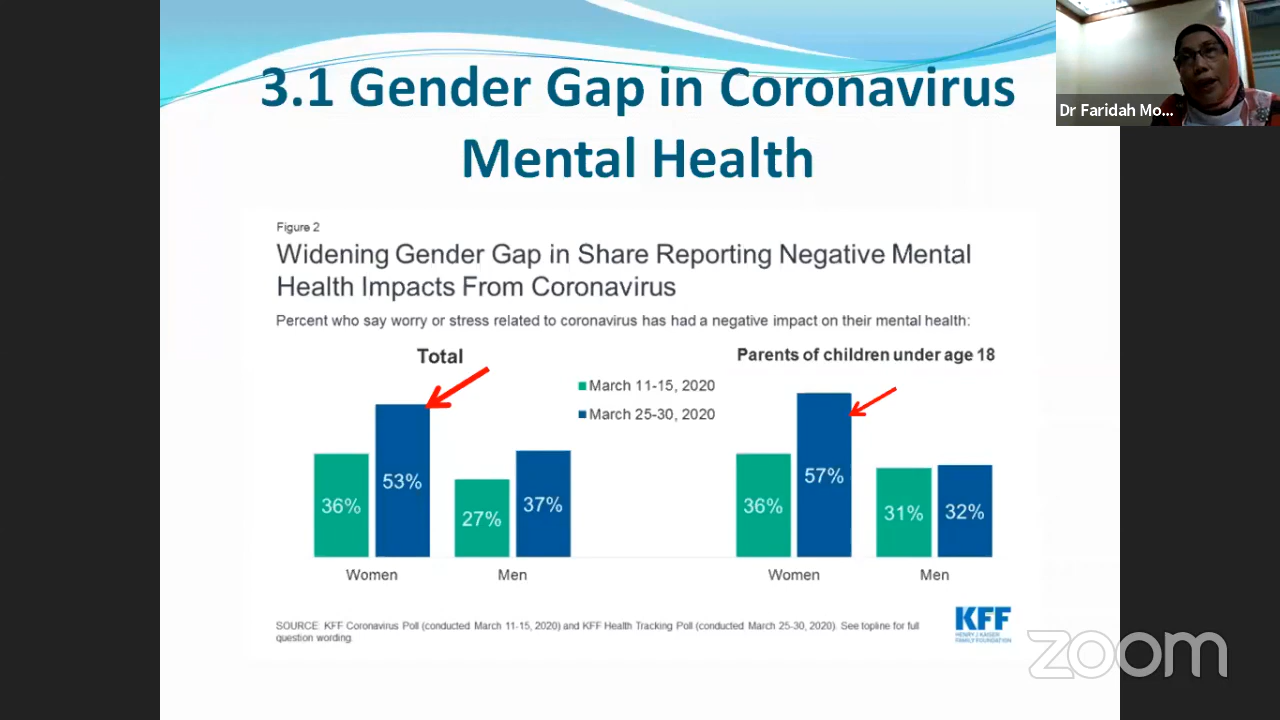 3.1 Gender Gap in Coronavirus
Mental Health
Dr Faridah Mo...
Figure 2
Widening Gender Gap in Share Reporting Negative Mental
Health Impacts From Coronavirus
Percent who say worry or stress related to coronavirus has had a negative impact on their mental health:
Total
Parents of children under age 18
March 11-15, 2020
March 25-30, 2020
36%
53%
27%
37%
36%
57%
31%
32%
Women
Men
Women
Men
SOURCE: KFF Coronavirus Poll (conducted March 11-15, 2020) and KFF Health Tracking Poll (conducted March 25-30, 2020). See topline for full
question wording.
KFF
HENRY J KAISER
FAMILY FOUNDATION
zoom